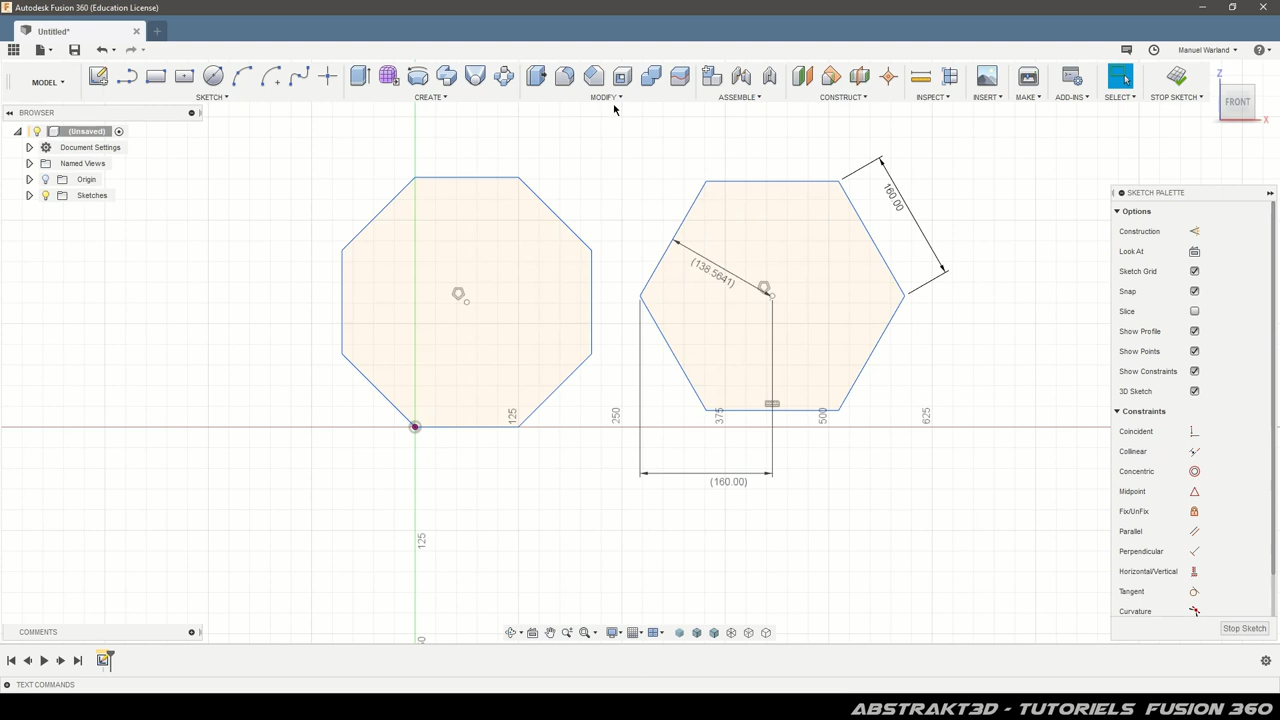 Autodesk Fusion 360 (Education License)
Untitled*
Manuel Warland
MODEL
SKETCH
CREATE
MODIFY
ASSEMBLE
CONSTRUCT
INSPECT
INSERT
MAKE
ADD-INS
SELECT
STOP SKETCH
Z
FRONT
X
BROWSER
(Unsaved)
Document Settings
Named Views
Origin
Sketches
160.00
(138.5641)
125
250
375
500
625
(160.00)
125
SKETCH PALETTE
Options
Construction
Look At
Sketch Grid
Snap
Slice
Show Profile
Show Points
Show Constraints
3D Sketch
Constraints
Coincident
Collinear
Concentric
Midpoint
Fix/UnFix
Parallel
Perpendicular
Horizontal/Vertical
Tangent
Curvature
Stop Sketch
COMMENTS
TEXT COMMANDS
ABSTRAKT3D - TUTORIELS FUSION 360